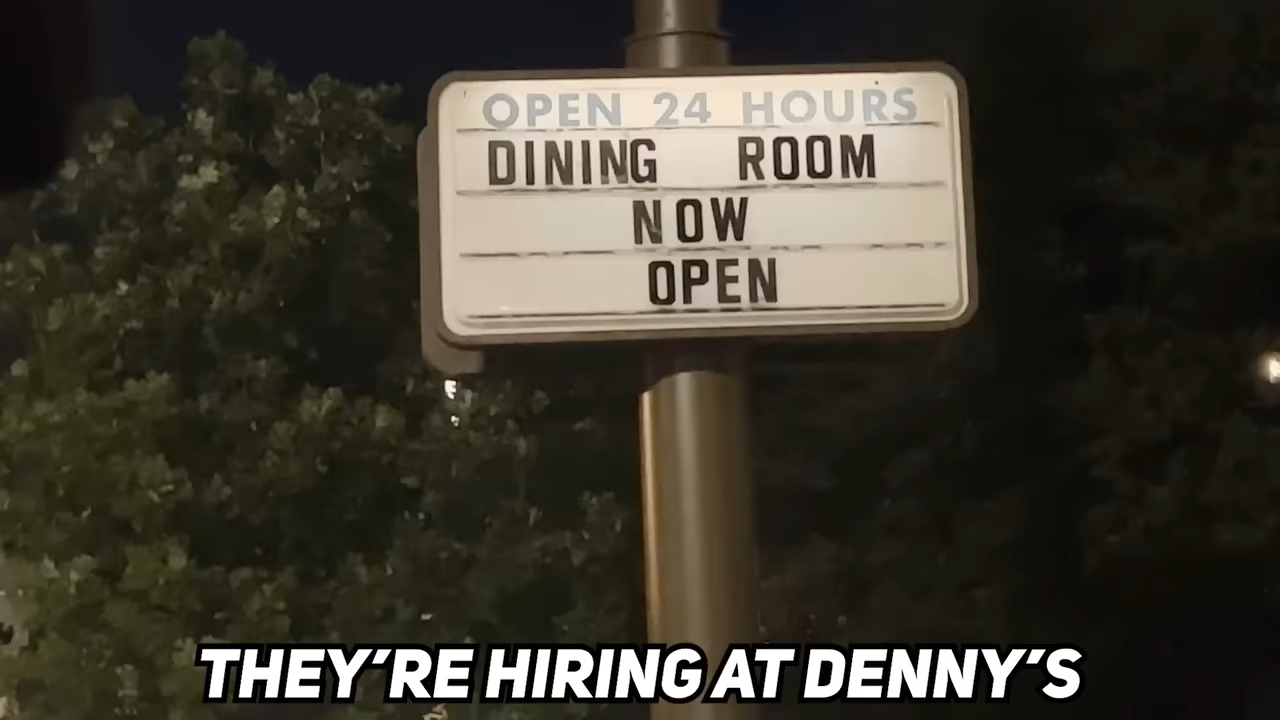 OPEN 24 HOURS
DINING ROOM
NOW
OPEN
THEY'RE HIRING AT DENNY'S